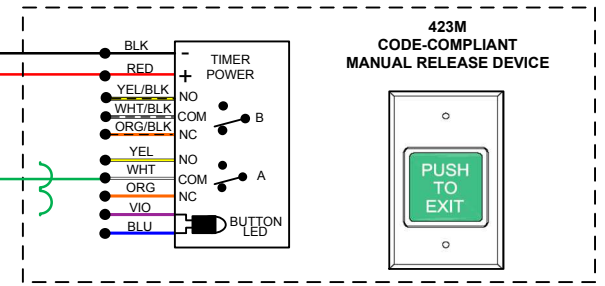 423M
CODE-COMPLIANT
MANUAL RELEASE DEVICE
BLK
-
TIMER
POWER
RED
+
YEL/BLK
NO
WHT/BLK
COM
B
ORG/BLK
NC
YEL
NO
WHT
COM
A
ORG
NC
VIO
BUTTON
LED
BLU
PUSH
TO
EXIT